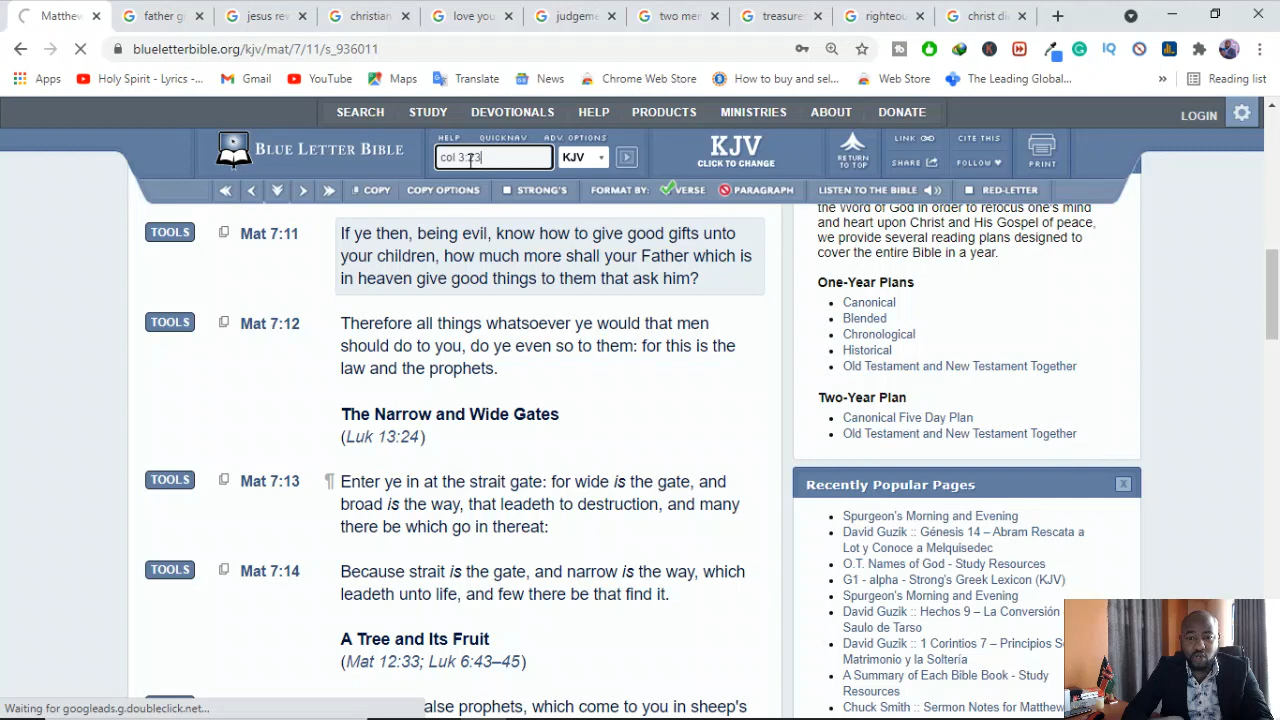 Matthew
father g
jesus rev
christian
love you
judgeme
two mer
treasures
righteou
christ die
blueletterbible.org/kjv/mat/7/11/s_936011
Apps
Holy Spirit - Lyrics -...
Gmail
YouTube
Maps
Translate
News
Chrome Web Store
How to buy and sel...
Web Store
The Leading Global...
»
Reading list
SEARCH
STUDY
DEVOTIONALS
HELP
PRODUCTS
MINISTRIES
ABOUT
DONATE
LOGIN
BLUE LETTER BIBLE
HELP QUICKNAV ADV. OPTIONS
col 3:23
KJV
KJV
CLICK TO CHANGE
RETURN
TO TOP
LINK
SHARE
CITE THIS
FOLLOW
PRINT
COPY
COPY OPTIONS
STRONG'S
FORMAT BY: VERSE PARAGRAPH
LISTEN TO THE BIBLE
RED-LETTER
TOOLS
Mat 7:11
If ye then, being evil, know how to give good gifts unto
your children, how much more shall your Father which is
in heaven give good things to them that ask him?
TOOLS
Mat 7:12
Therefore all things whatsoever ye would that men
should do to you, do ye even so to them: for this is the
law and the prophets.
The Narrow and Wide Gates
(Luk 13:24)
TOOLS
Mat 7:13
¶ Enter ye in at the strait gate: for wide is the gate, and
broad is the way, that leadeth to destruction, and many
there be which go in thereat:
TOOLS
Mat 7:14
Because strait is the gate, and narrow is the way, which
leadeth unto life, and few there be that find it.
A Tree and Its Fruit
(Mat 12:33; Luk 6:43–45)
alse prophets, which come to you in sheep's
the Word of God in order to refocus one's mind
and heart upon Christ and His Gospel of peace,
we provide several reading plans designed to
cover the entire Bible in a year.
One-Year Plans
Canonical
Blended
Chronological
Historical
Old Testament and New Testament Together
Two-Year Plan
Canonical Five Day Plan
Old Testament and New Testament Together
Recently Popular Pages
Spurgeon's Morning and Evening
David Guzik :: Génesis 14 – Abram Rescata a
Lot y Conoce a Melquisedec
O.T. Names of God - Study Resources
G1 - alpha - Strong's Greek Lexicon (KJV)
Spurgeon's Morning and Evening
David Guzik :: Hechos 9 – La Conversión
Saulo de Tarso
David Guzik :: 1 Corintios 7 – Principios So
Matrimonio y la Soltería
A Summary of Each Bible Book - Study
Resources
Chuck Smith :: Sermon Notes for Matthew
Waiting for googleads.g.doubleclick.net...